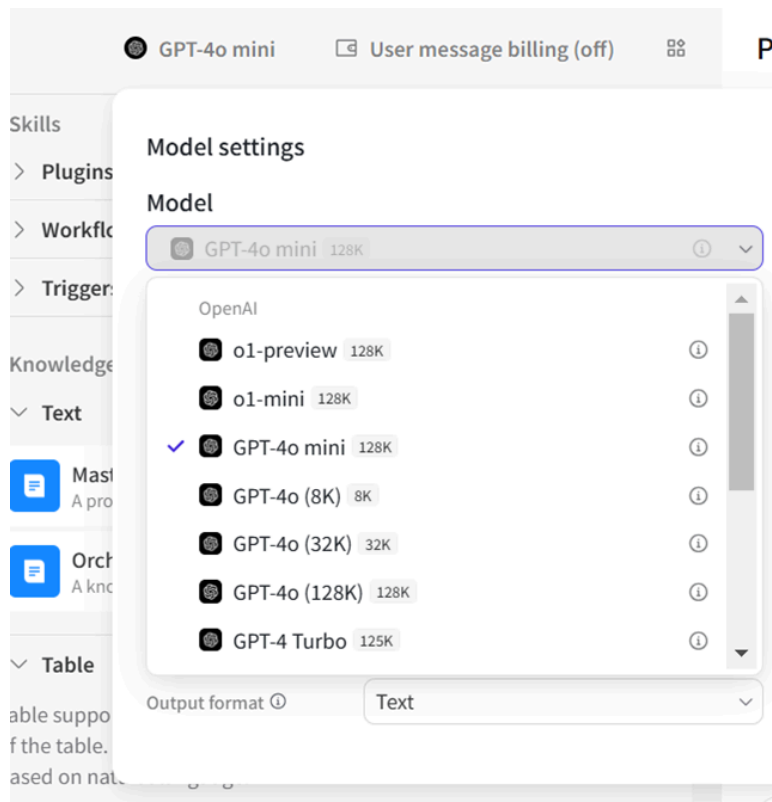 GPT-4o mini User message billing (off) P
Skills
Plugins
Workflo
Triggers
Knowledge
Text
Mast
A pro
Orch
A kno
Table
able suppo
f the table.
Model settings
Model
GPT-4o mini 128K
OpenAI
o1-preview 128K
o1-mini 128K
GPT-4o mini 128K
GPT-4o (8K) 8K
GPT-4o (32K) 32K
GPT-4o (128K) 128K
GPT-4 Turbo 125K
Output format
Text